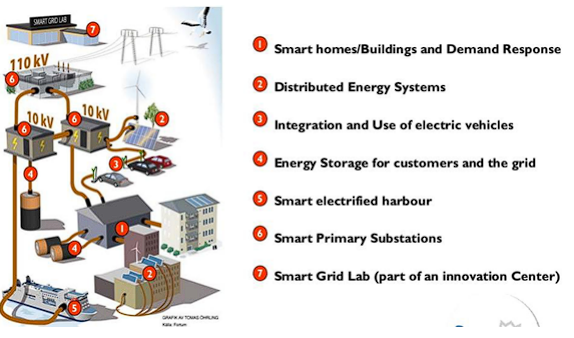 SMART GRID LAB
7
110 kV
6
10 kV
10 kV
6
6
2
3
4
1
4
2
5
GRAFIK AV TOMAS ÖHRLING
Källa: Fortum
1 Smart homes/Buildings and Demand Response
2 Distributed Energy Systems
3 Integration and Use of electric vehicles
4 Energy Storage for customers and the grid
5 Smart electrified harbour
6 Smart Primary Substations
7 Smart Grid Lab (part of an innovation Center)